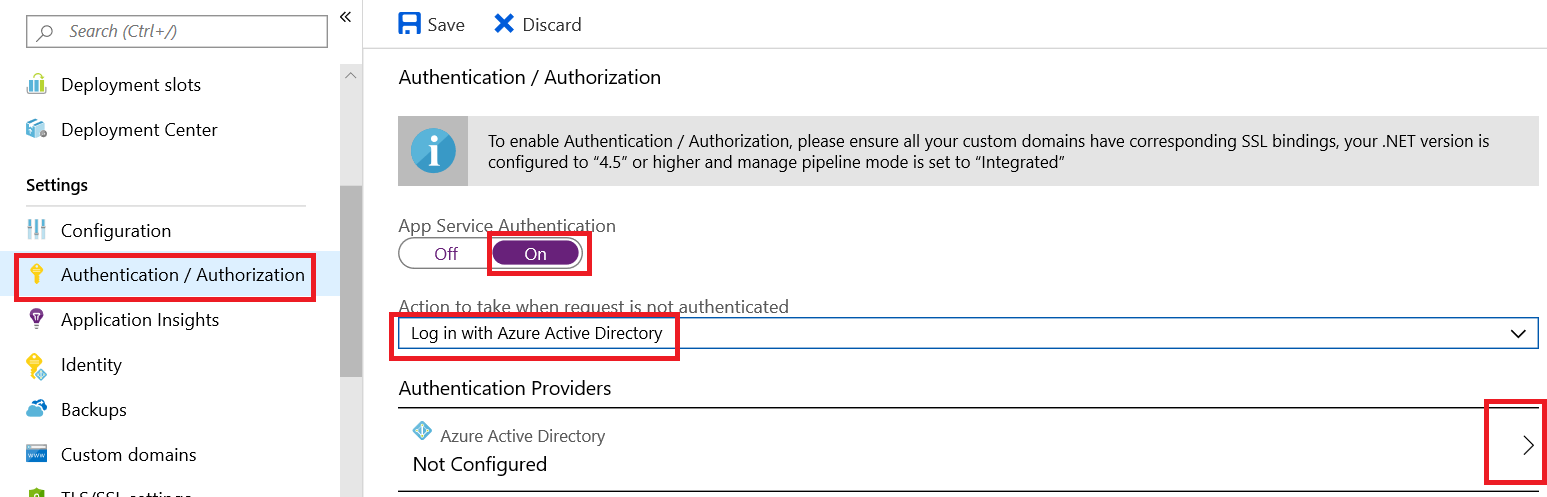 Search (Ctrl+/)
«
Deployment slots
Deployment Center
Settings
Configuration
Authentication / Authorization
Application Insights
Identity
Backups
www
Custom domains
TLS/SSL settings
Save
Discard
Authentication / Authorization
To enable Authentication / Authorization, please ensure all your custom domains have corresponding SSL bindings, your .NET version is
configured to “4.5” or higher and manage pipeline mode is set to “Integrated”
App Service Authentication
Off On
Action to take when request is not authenticated
Log in with Azure Active Directory
Authentication Providers
Azure Active Directory
Not Configured